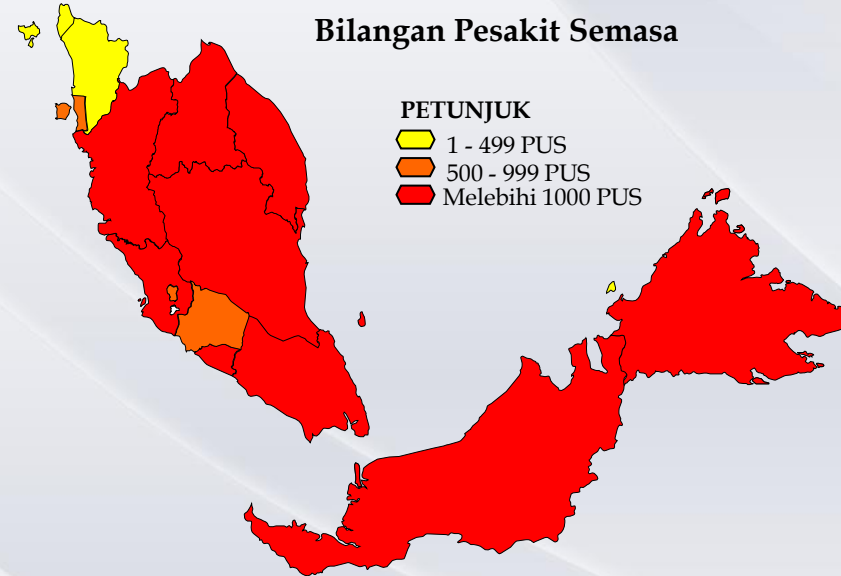 Bilangan Pesakit Semasa
PETUNJUK
1 - 499 PUS
500 - 999 PUS
Melebihi 1000 PUS